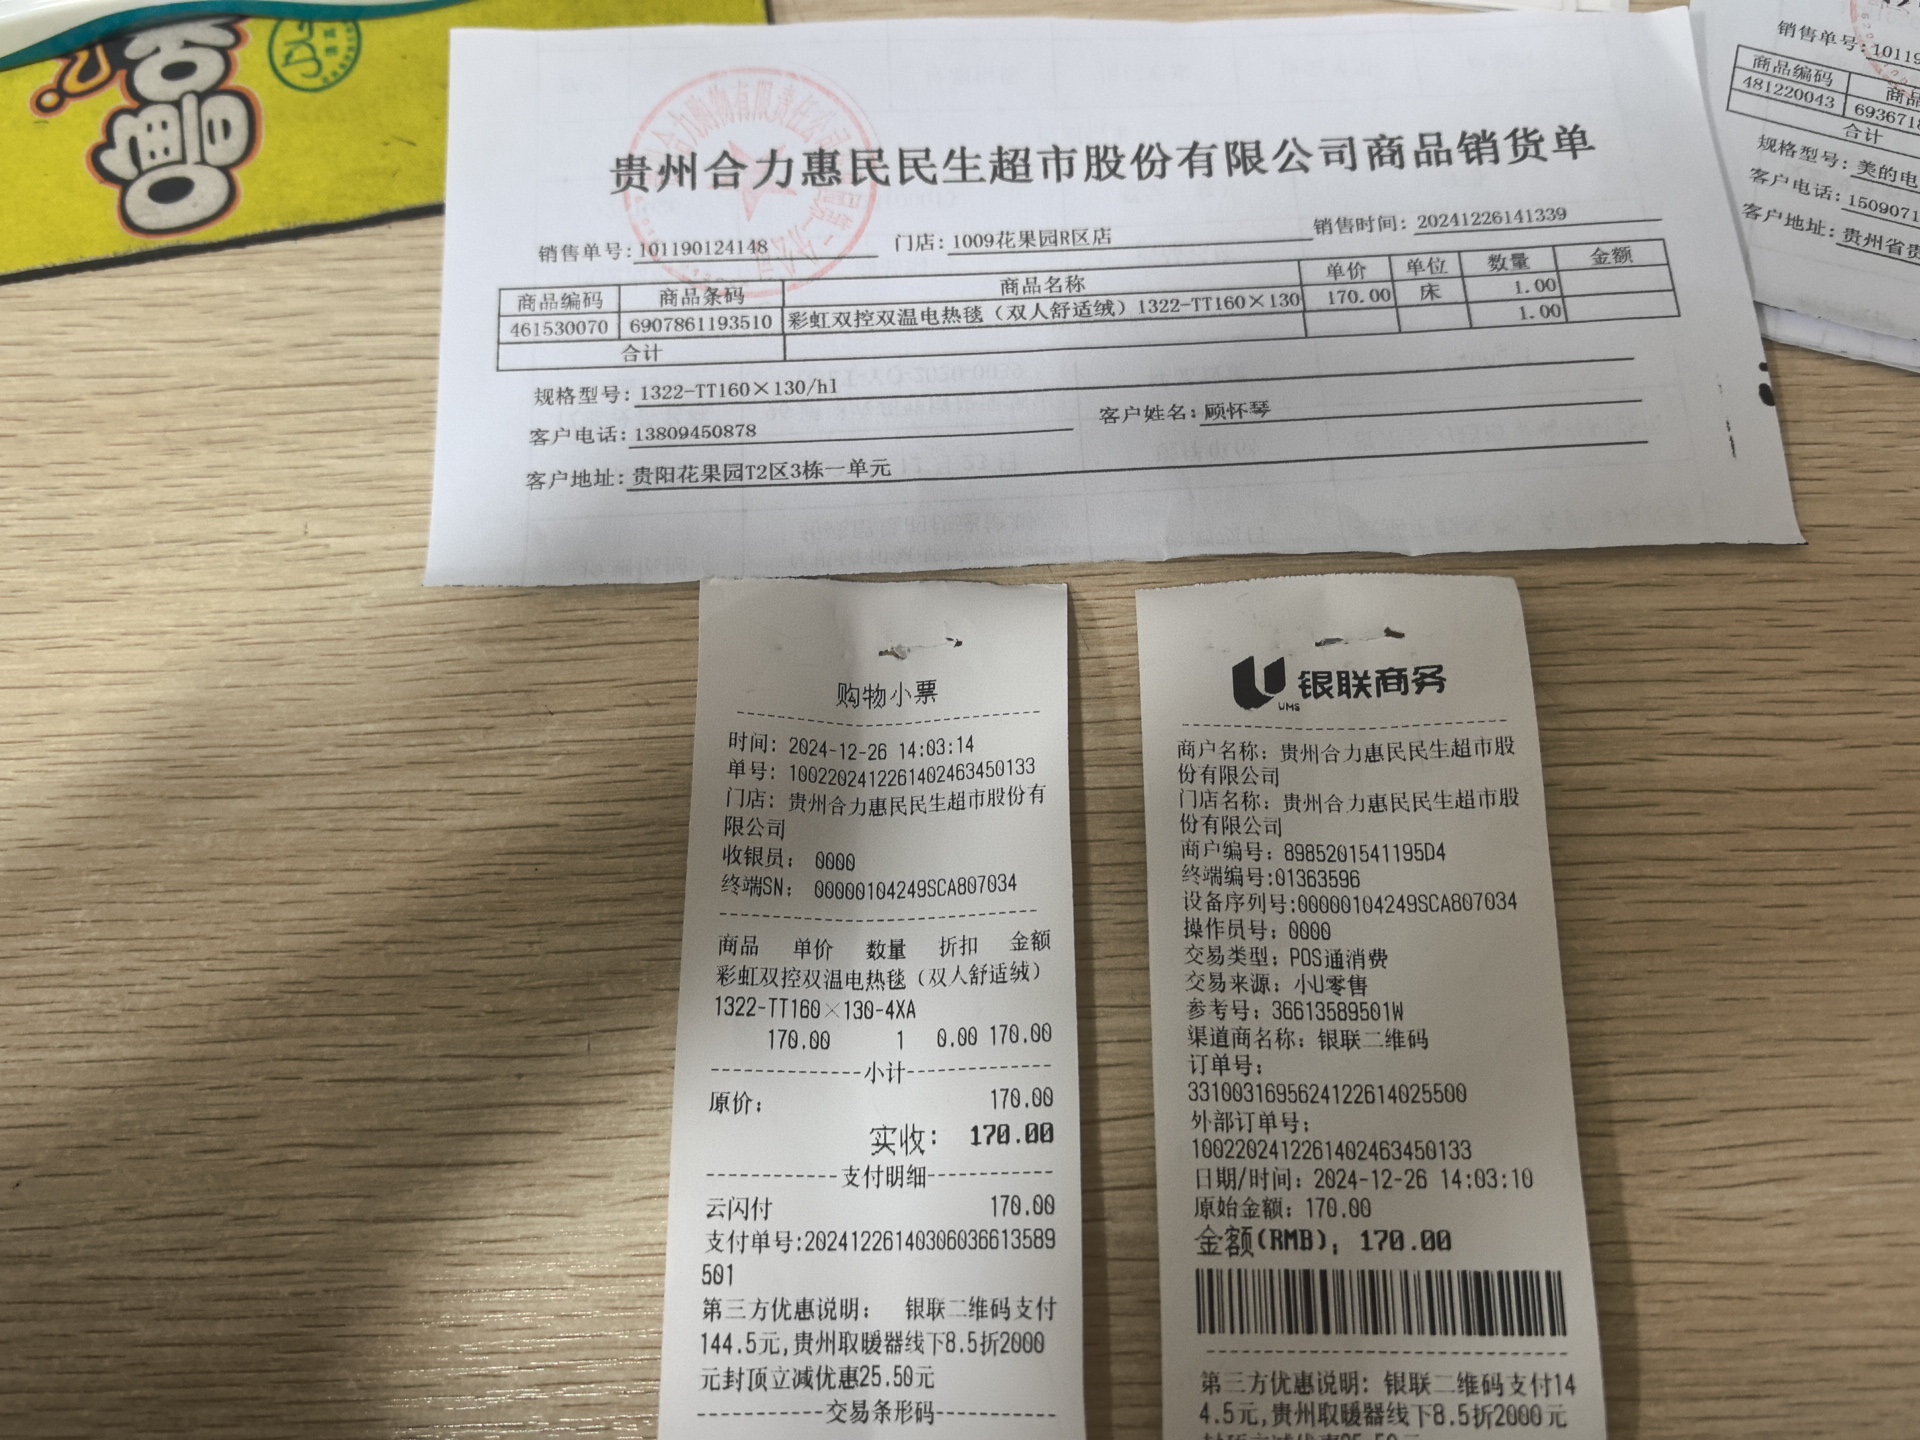 贵州合力惠民民生超市股份有限公司商品销货单
销售单号:101190124148 门店:1009花果园R区店 销售时间:20241226141339
商品编码 商品条码 商品名称 单价 单位 数量 金额
461530070 6907861193510 彩虹双控双温电热毯（双人舒适绒）1322-TT160×130 170.00 床 1.00
合计 1.00
规格型号:1322-TT160×130/hl
客户电话:13809450878 客户姓名:顾怀琴
客户地址:贵阳花果园T2区3栋一单元
销售单号:10119
商品编码 商品
481220043 693671
合计
规格型号:美的电
客户电话:1509071
客户地址:贵州省贵
购物小票
时间: 2024-12-26 14:03:14
单号: 10022024122614024634501​33
门店: 贵州合力惠民民生超市股份有
限公司
收银员: 0000
终端SN: 00000104249SCA807034
商品 单价 数量 折扣 金额
彩虹双控双温电热毯（双人舒适绒）
1322-TT160×130-4XA
170.00 1 0.00 170.00
小计
原价: 170.00
实收: 170.00
支付明细
云闪付 170.00
支付单号:202412261403060366​13589
501
第三方优惠说明: 银联二维码支付
144.5元,贵州取暖器线下8.5折2000
元封顶立减优惠25.50元
交易条形码
银联商务
UMS
商户名称: 贵州合力惠民民生超市股
份有限公司
门店名称: 贵州合力惠民民生超市股
份有限公司
商户编号: 8985201541195D4
终端编号:01363596
设备序列号:00000104249SCA807034
操作员号: 0000
交易类型: POS通消费
交易来源: 小U零售
参考号: 36613589501W
渠道商名称: 银联二维码
订单号:
33100316956241226140255​00
外部订单号:
10022024122614024634501​33
日期/时间: 2024-12-26 14:03:10
原始金额: 170.00
金额(RMB): 170.00
第三方优惠说明: 银联二维码支付14
4.5元,贵州取暖器线下8.5折2000元